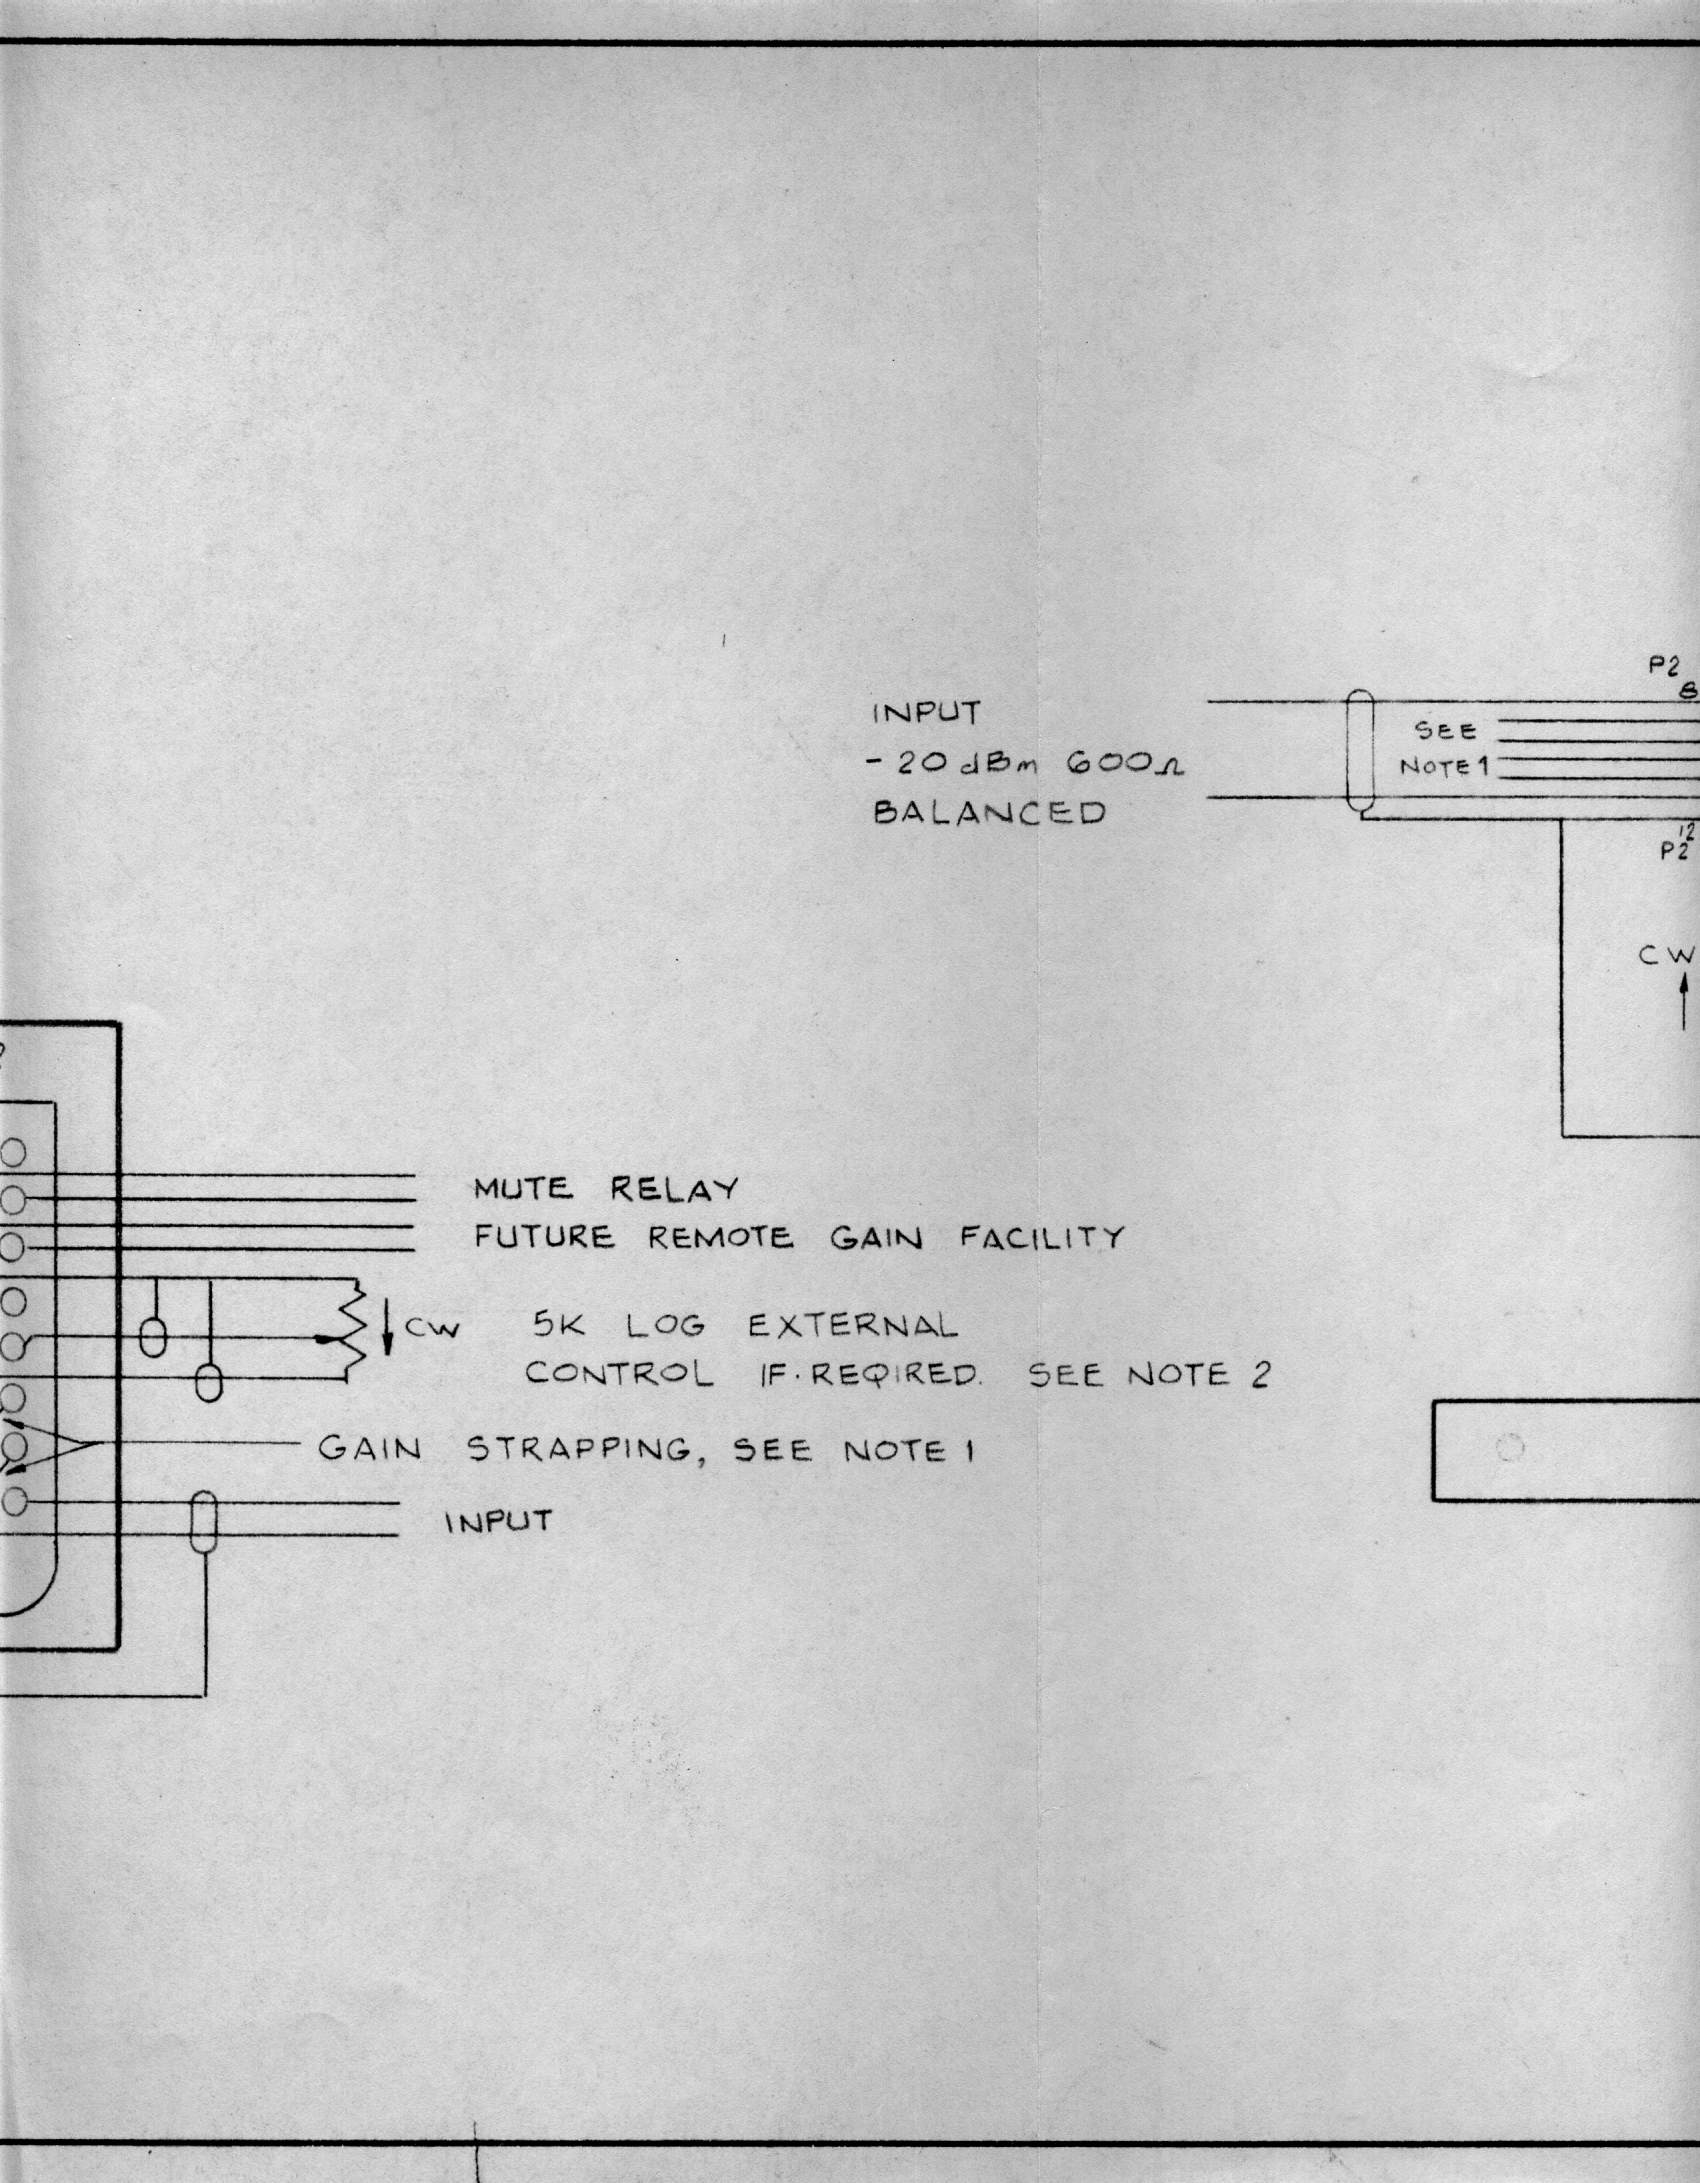 P2
8
INPUT
SEE
- 20 dBm 600Ω
NOTE 1
BALANCED
12
P2
CW
MUTE RELAY
FUTURE REMOTE GAIN FACILITY
CW 5K LOG EXTERNAL
CONTROL IF·REQIRED. SEE NOTE 2
GAIN STRAPPING, SEE NOTE 1
INPUT